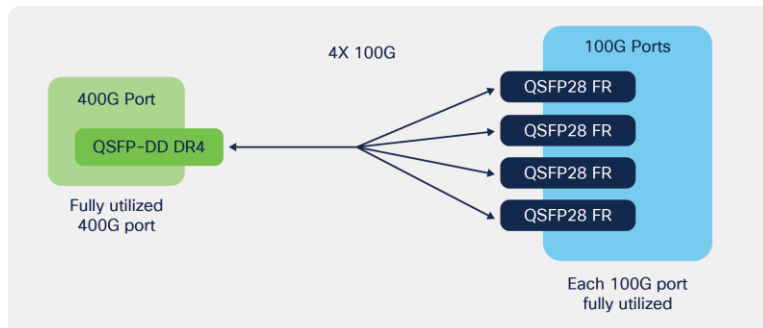 4X 100G
400G Port
QSFP-DD DR4
Fully utilized
400G port
100G Ports
QSFP28 FR
QSFP28 FR
QSFP28 FR
QSFP28 FR
Each 100G port
fully utilized